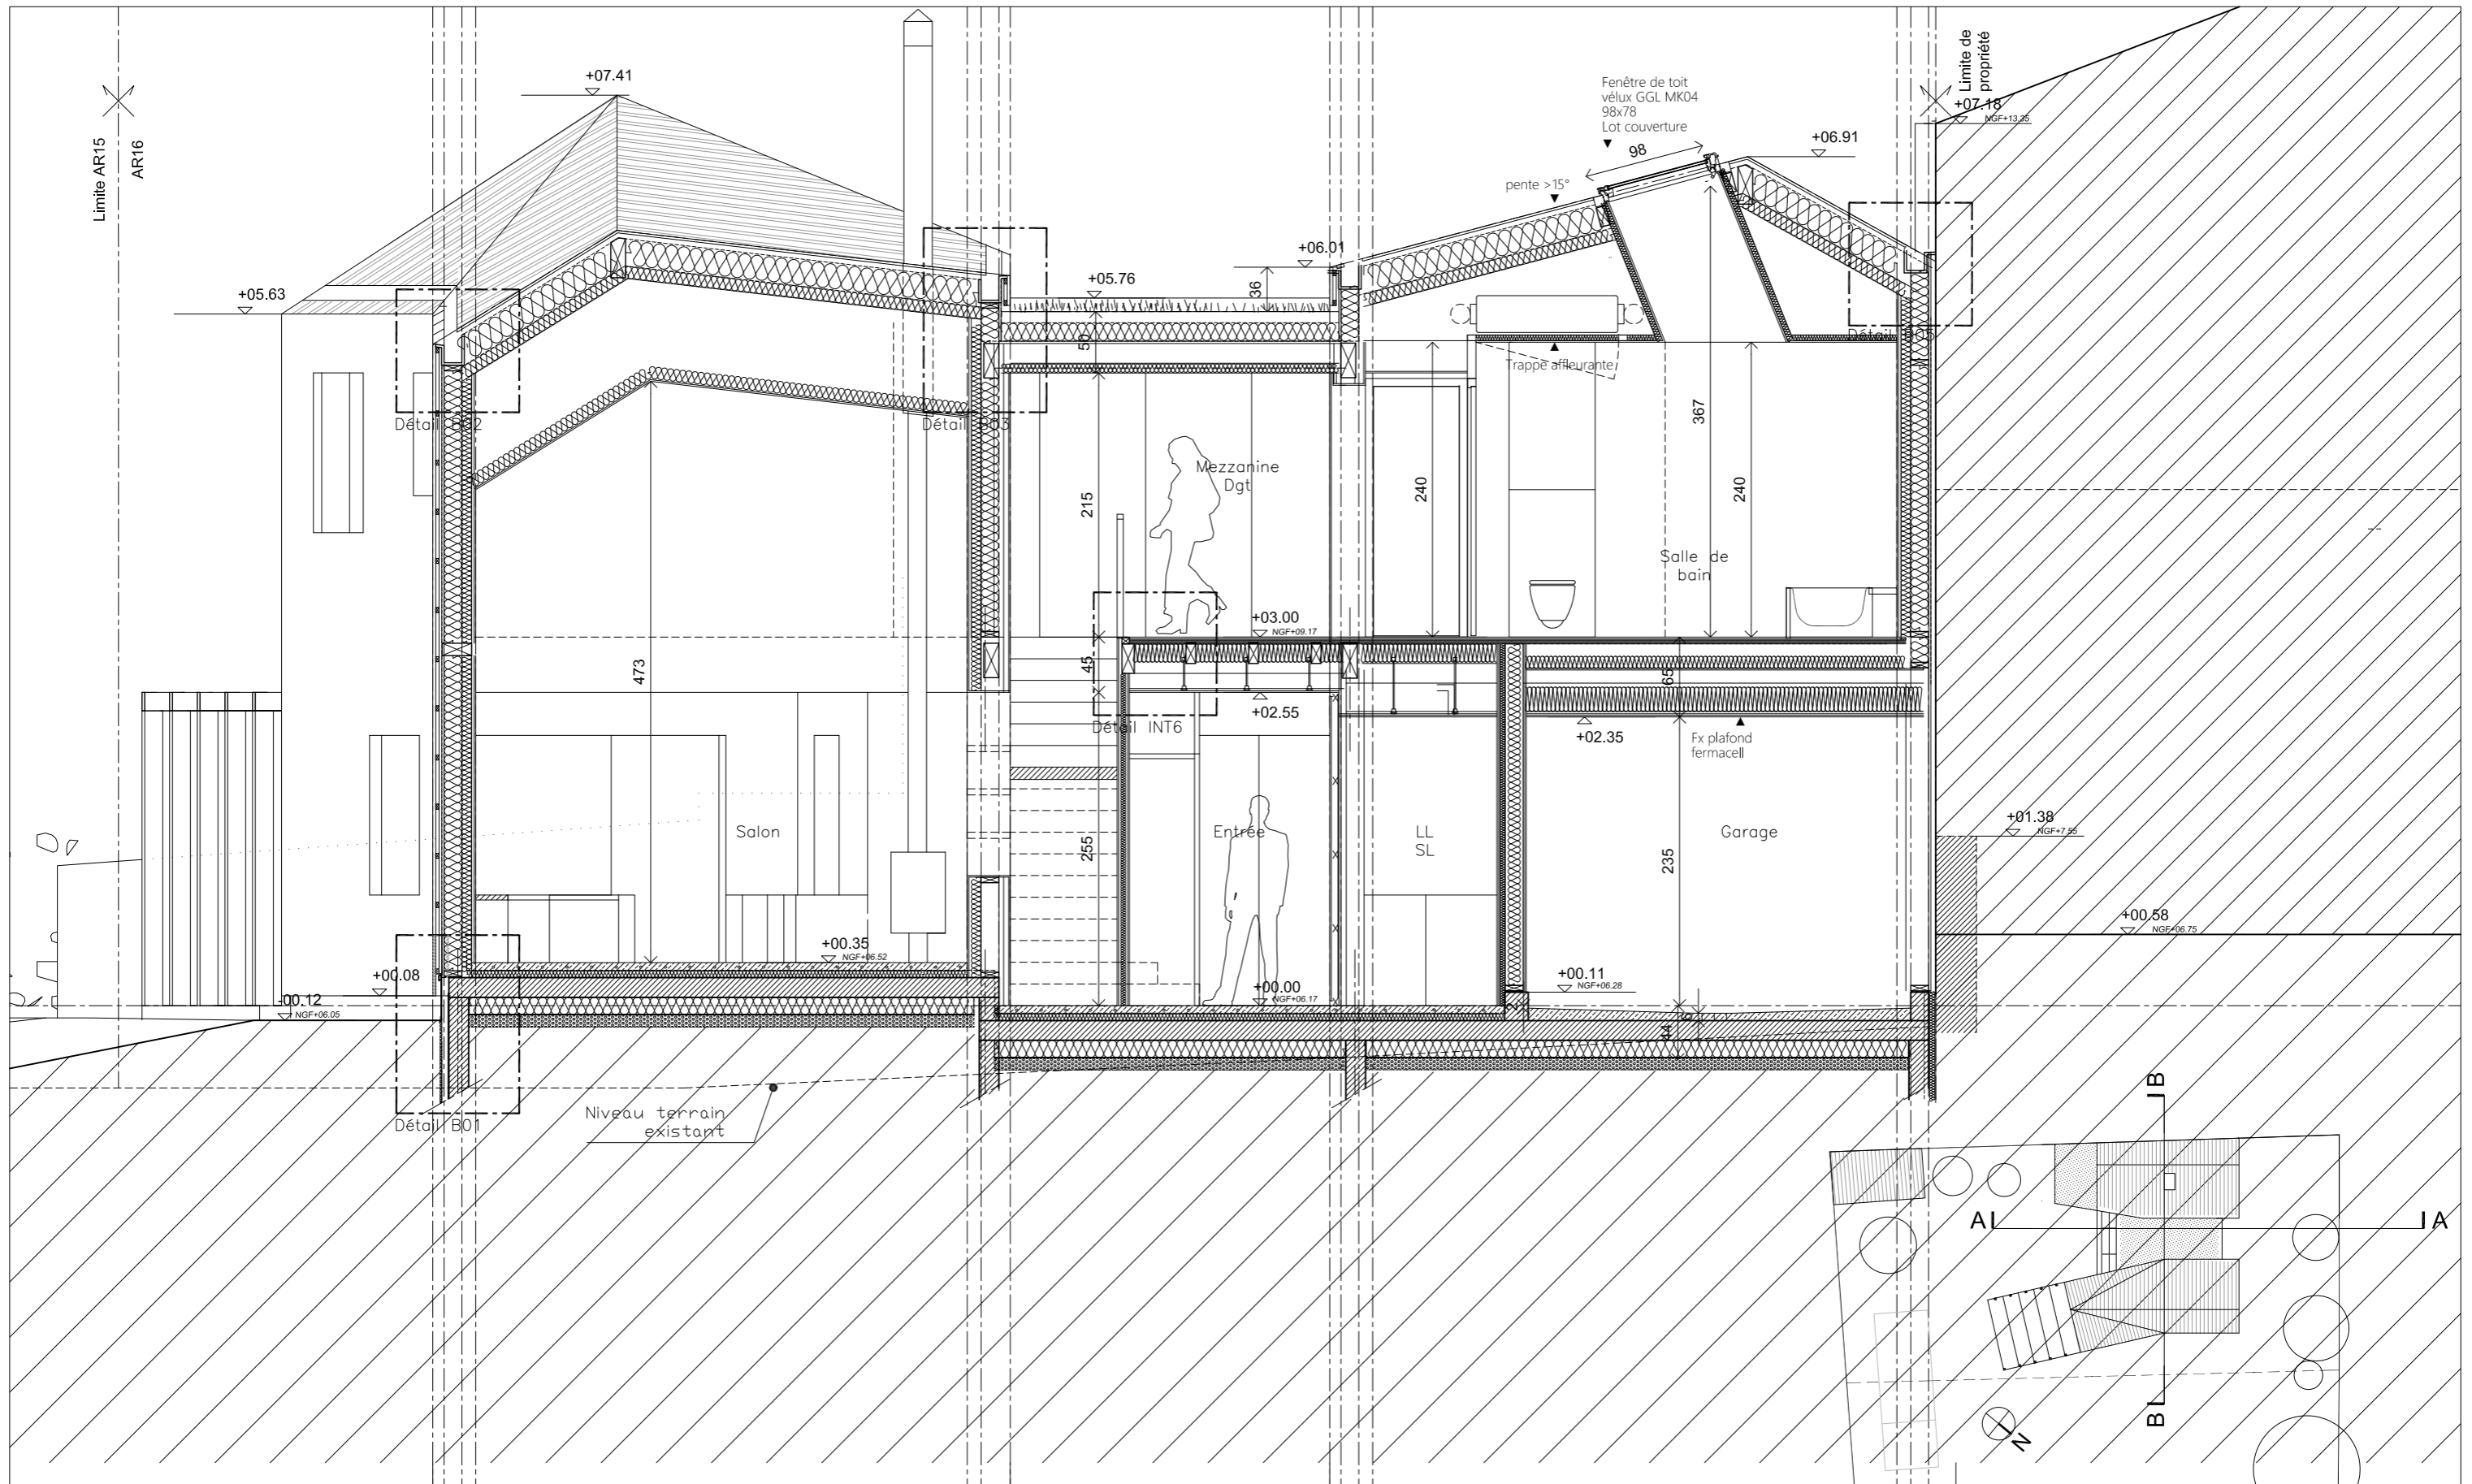 Limite AR15
AR16
+07.41
+05.63
Fenêtre de toit
vélux GGL MK04
98x78
Lot couverture
98
pente >15°
Limite de
propriété
+07.18
NGF+13.35
+06.91
+06.01
+05.76
36
50
Détail B02
Détail B03
Trappe affleurante
367
240
240
215
Mezzanine
Dgt
Salle de
bain
+03.00
NGF+09.17
45
65
473
+02.55
Détail INT6
+02.35
Fx plafond
fermacell
Salon
255
Entrée
LL
SL
235
Garage
+01.38
NGF+7.55
+00.58
NGF+06.75
+00.35
NGF+06.52
+00.08
-00.12
NGF+06.05
+00.00
NGF+06.17
+00.11
NGF+06.28
44
Détail B01
Niveau terrain
existant
B
A
A
B
N